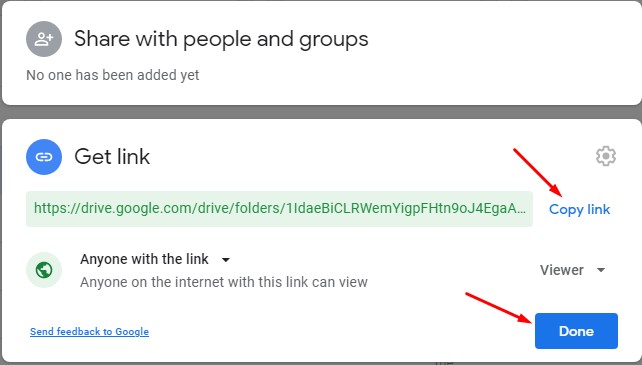 Share with people and groups
No one has been added yet
Get link
https://drive.google.com/drive/folders/1IdaeBiCLRWemYigpFHtn9oJ4EgaA...
Copy link
Anyone with the link
Anyone on the internet with this link can view
Viewer
Send feedback to Google
Done